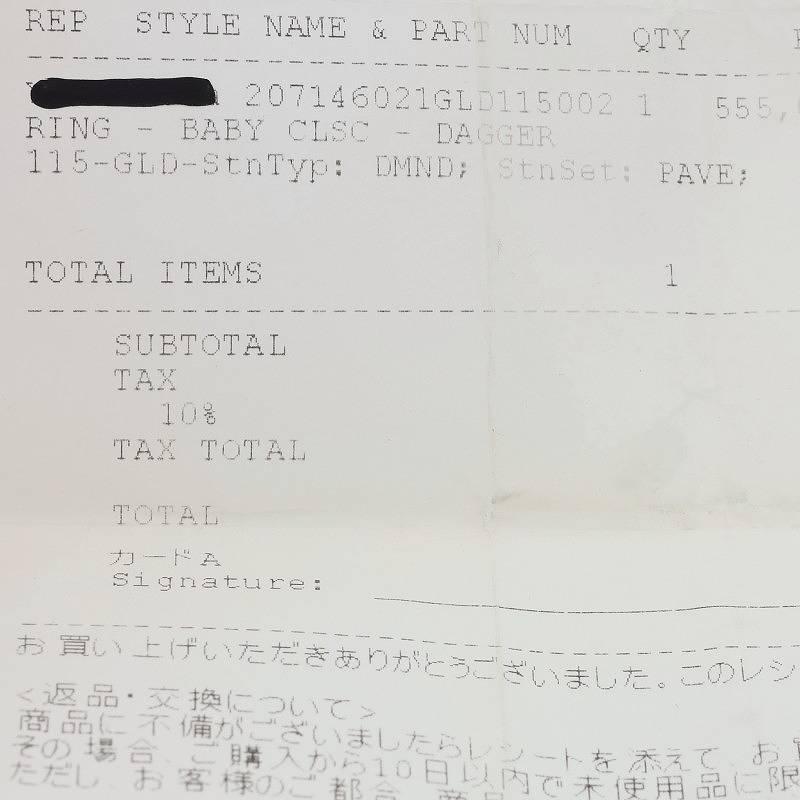 REP STYLE NAME & PART NUM QTY
207146021GLD115002 1 555,
RING - BABY CLSC - DAGGER
115-GLD-StnTyp: DMND; StnSet: PAVE;
TOTAL ITEMS 1
SUBTOTAL
TAX
10%
TAX TOTAL
TOTAL
カードA
Signature:
お買い上げいただきありがとうございました。このレシ
<返品・交換について>
商品に不備がございましたらレシートを添えて、お買
その場合、ご購入から10日以内で未使用品に限
ただし、お客様のご都合、商品